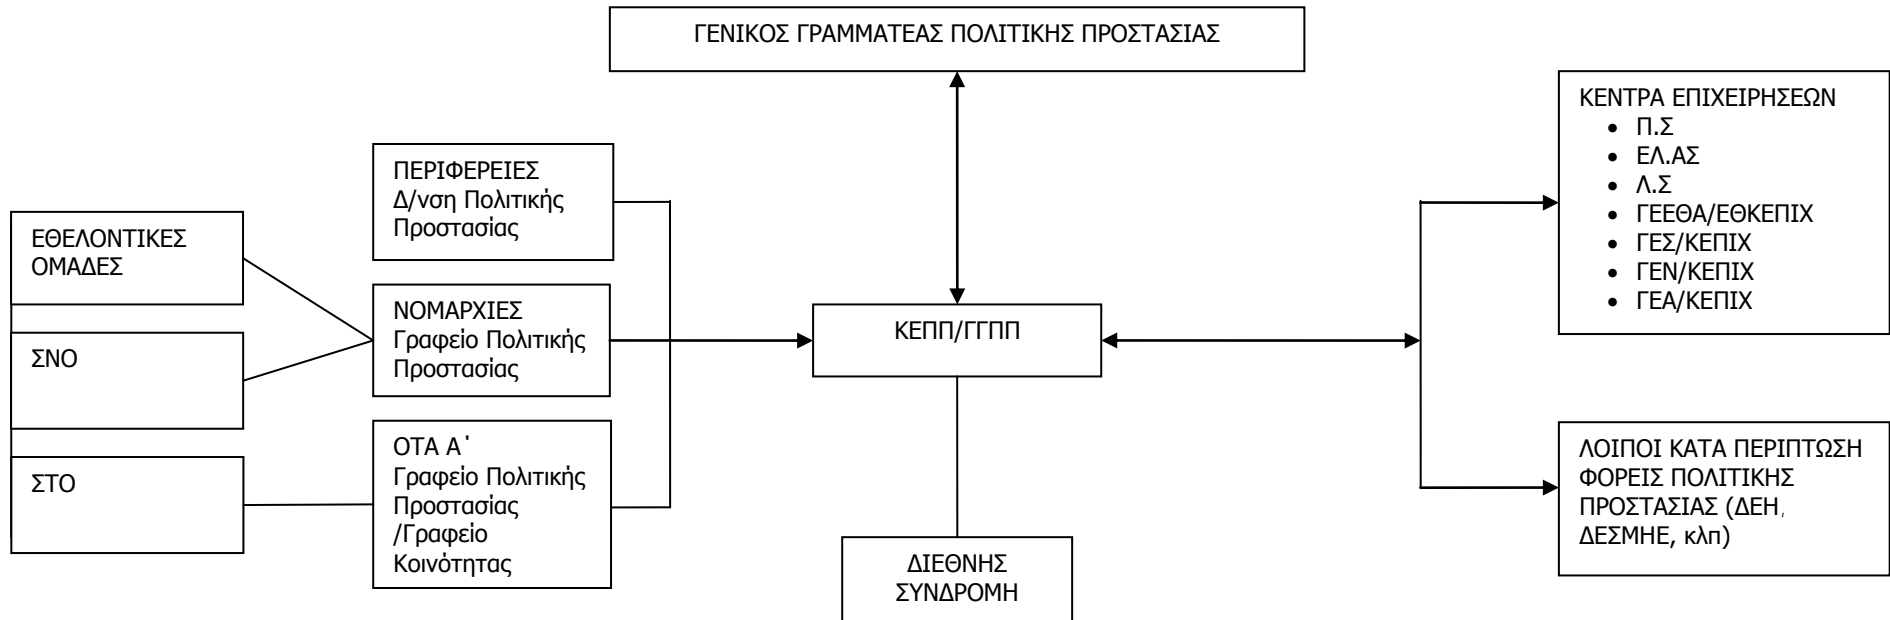 ΓΕΝΙΚΟΣ ΓΡΑΜΜΑΤΕΑΣ ΠΟΛΙΤΙΚΗΣ ΠΡΟΣΤΑΣΙΑΣ
ΕΘΕΛΟΝΤΙΚΕΣ
ΟΜΑΔΕΣ
ΣΝΟ
ΣΤΟ
ΠΕΡΙΦΕΡΕΙΕΣ
Δ/νση Πολιτικής
Προστασίας
ΝΟΜΑΡΧΙΕΣ
Γραφείο Πολιτικής
Προστασίας
ΟΤΑ Α΄
Γραφείο Πολιτικής
Προστασίας
/Γραφείο
Κοινότητας
ΚΕΠΠ/ΓΓΠΠ
ΔΙΕΘΝΗΣ
ΣΥΝΔΡΟΜΗ
ΚΕΝΤΡΑ ΕΠΙΧΕΙΡΗΣΕΩΝ
• Π.Σ
• ΕΛ.ΑΣ
• Λ.Σ
• ΓΕΕΘΑ/ΕΘΚΕΠΙΧ
• ΓΕΣ/ΚΕΠΙΧ
• ΓΕΝ/ΚΕΠΙΧ
• ΓΕΑ/ΚΕΠΙΧ
ΛΟΙΠΟΙ ΚΑΤΑ ΠΕΡΙΠΤΩΣΗ
ΦΟΡΕΙΣ ΠΟΛΙΤΙΚΗΣ
ΠΡΟΣΤΑΣΙΑΣ (ΔΕΗ,
ΔΕΣΜΗΕ, κλπ)